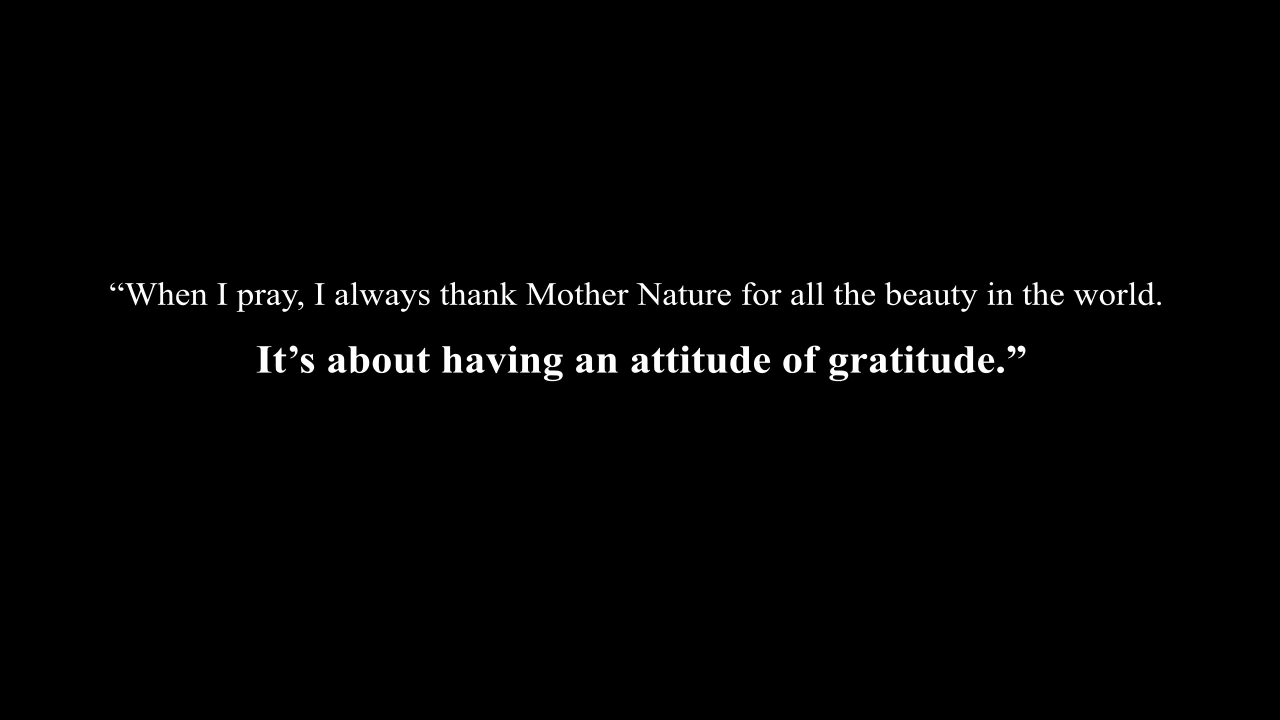 “When I pray, I always thank Mother Nature for all the beauty in the world.
It’s about having an attitude of gratitude.”